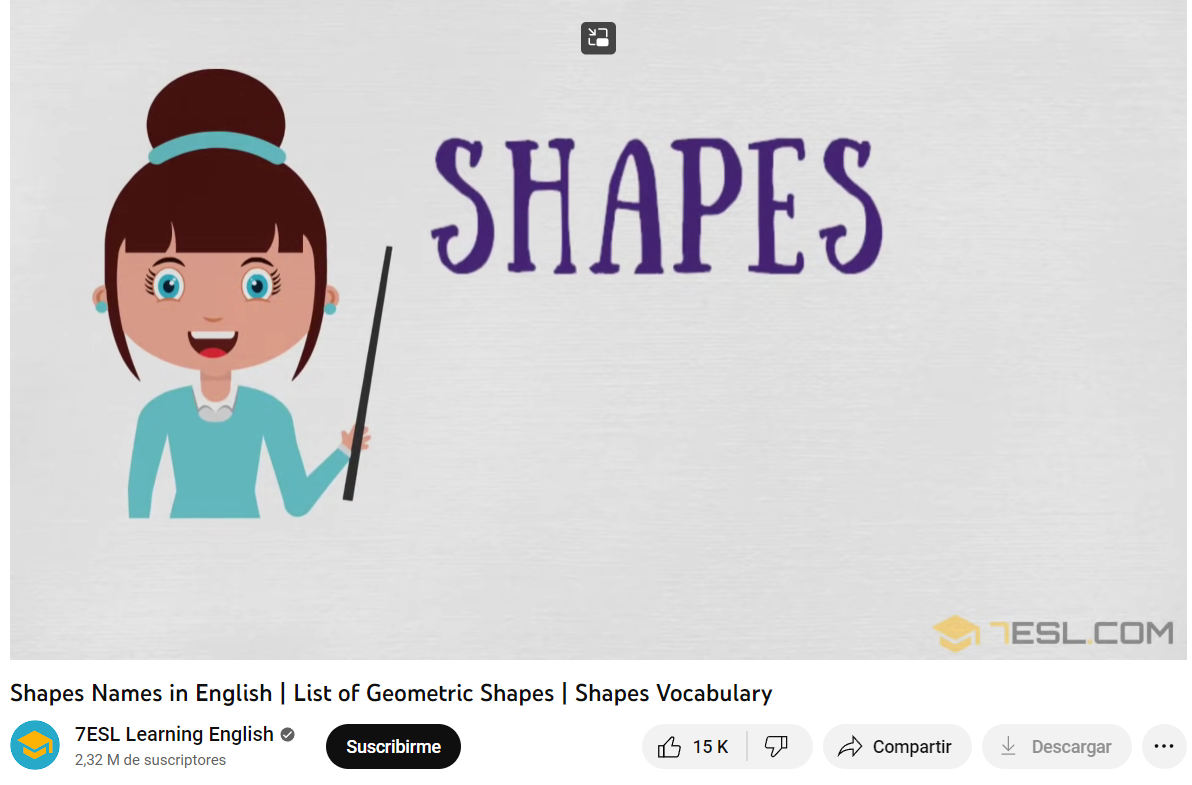 SHAPES
7ESL.COM
Shapes Names in English | List of Geometric Shapes | Shapes Vocabulary
7ESL Learning English
2,32 M de suscriptores
Suscribirme
15 K
Compartir
Descargar